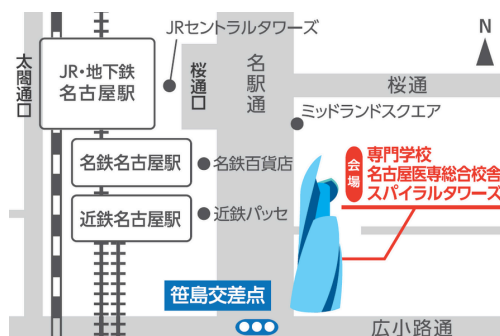 JRセントラルタワーズ
N
太閤通口
JR・地下鉄
名古屋駅
桜通口
名駅通
桜通
ミッドランドスクエア
名鉄名古屋駅
名鉄百貨店
会場
専門学校
名古屋医専総合校舎
スパイラルタワーズ
近鉄名古屋駅
近鉄パッセ
笹島交差点
広小路通